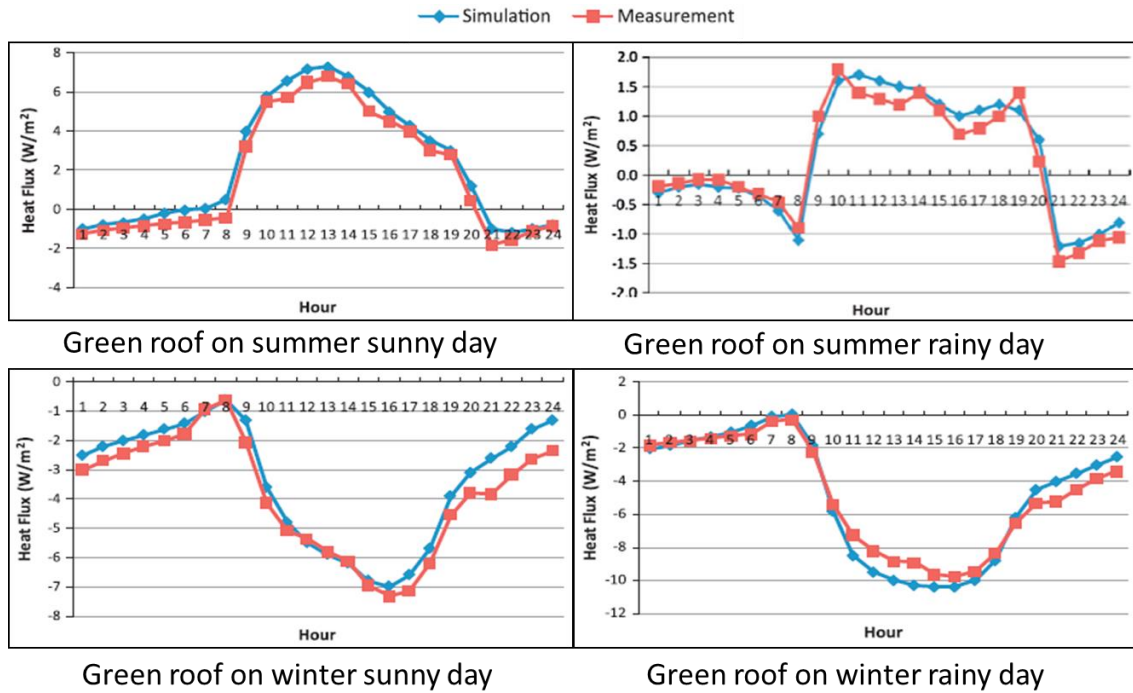 Simulation Measurement
8
6
4
2
0
-2
-4
Heat Flux (W/m²)
1 2 3 4 5 6 7 8 9 10 11 12 13 14 15 16 17 18 19 20 21 22 23 24
Hour
Green roof on summer sunny day
2.0
1.5
1.0
0.5
0.0
-0.5
-1.0
-1.5
-2.0
Heat Flux (W/m²)
1 2 3 4 5 6 7 8 9 10 11 12 13 14 15 16 17 18 19 20 21 22 23 24
Hour
Green roof on summer rainy day
0
-1
-2
-3
-4
-5
-6
-7
-8
Heat Flux (W/m²)
1 2 3 4 5 6 7 8 9 10 11 12 13 14 15 16 17 18 19 20 21 22 23 24
Hour
Green roof on winter sunny day
2
0
-2
-4
-6
-8
-10
-12
Heat Flux (W/m²)
1 2 3 4 5 6 7 8 9 10 11 12 13 14 15 16 17 18 19 20 21 22 23 24
Hour
Green roof on winter rainy day